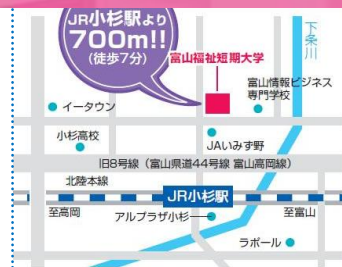 JR小杉駅より
700m!!
(徒歩7分)
下条川
富山福祉短期大学
富山情報ビジネス
専門学校
イータウン
小杉高校
JAいみず野
旧8号線（富山県道44号線 富山高岡線）
北陸本線
JR小杉駅
至高岡
アルプラザ小杉
至富山
ラポール